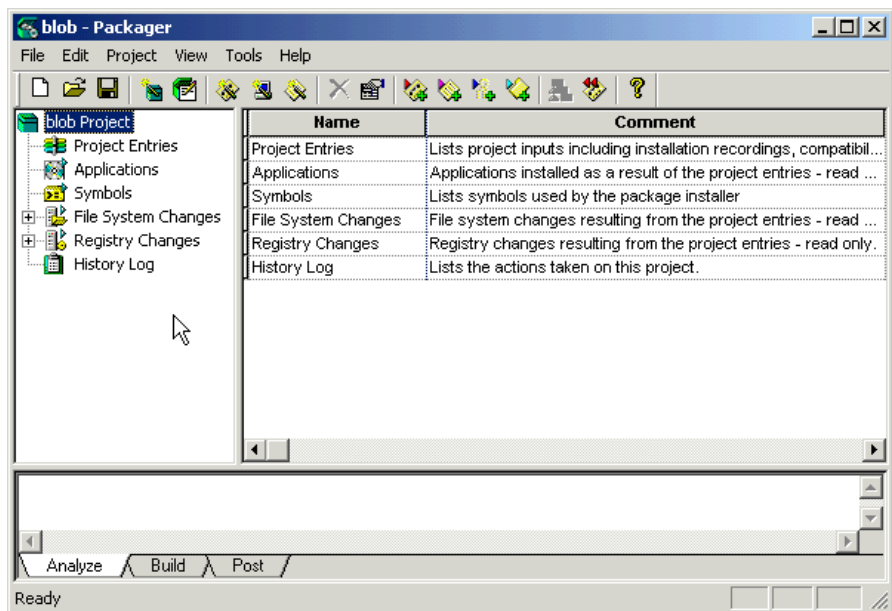 blob - Packager
File Edit Project View Tools Help
blob Project
Project Entries
Applications
Symbols
File System Changes
Registry Changes
History Log
Name Comment
Project Entries Lists project inputs including installation recordings, compatibil...
Applications Applications installed as a result of the project entries - read ...
Symbols Lists symbols used by the package installer
File System Changes File system changes resulting from the project entries - read ...
Registry Changes Registry changes resulting from the project entries - read only.
History Log Lists the actions taken on this project.
Analyze Build Post
Ready